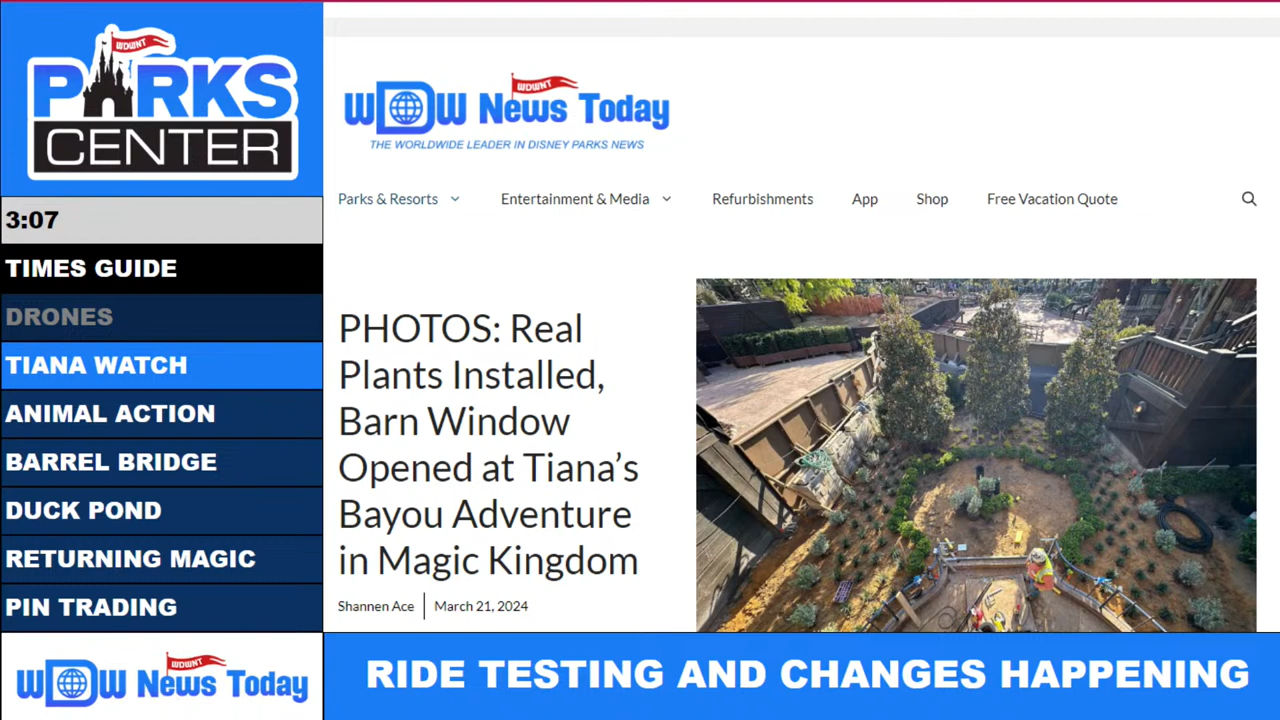 WDWNT
PARKS
CENTER
3:07
TIMES GUIDE
DRONES
TIANA WATCH
ANIMAL ACTION
BARREL BRIDGE
DUCK POND
RETURNING MAGIC
PIN TRADING
WDWNT
WDW News Today
WDWNT
WDW News Today
THE WORLDWIDE LEADER IN DISNEY PARKS NEWS
Parks & Resorts Entertainment & Media Refurbishments App Shop Free Vacation Quote
PHOTOS: Real
Plants Installed,
Barn Window
Opened at Tiana’s
Bayou Adventure
in Magic Kingdom
Shannen Ace March 21, 2024
RIDE TESTING AND CHANGES HAPPENING